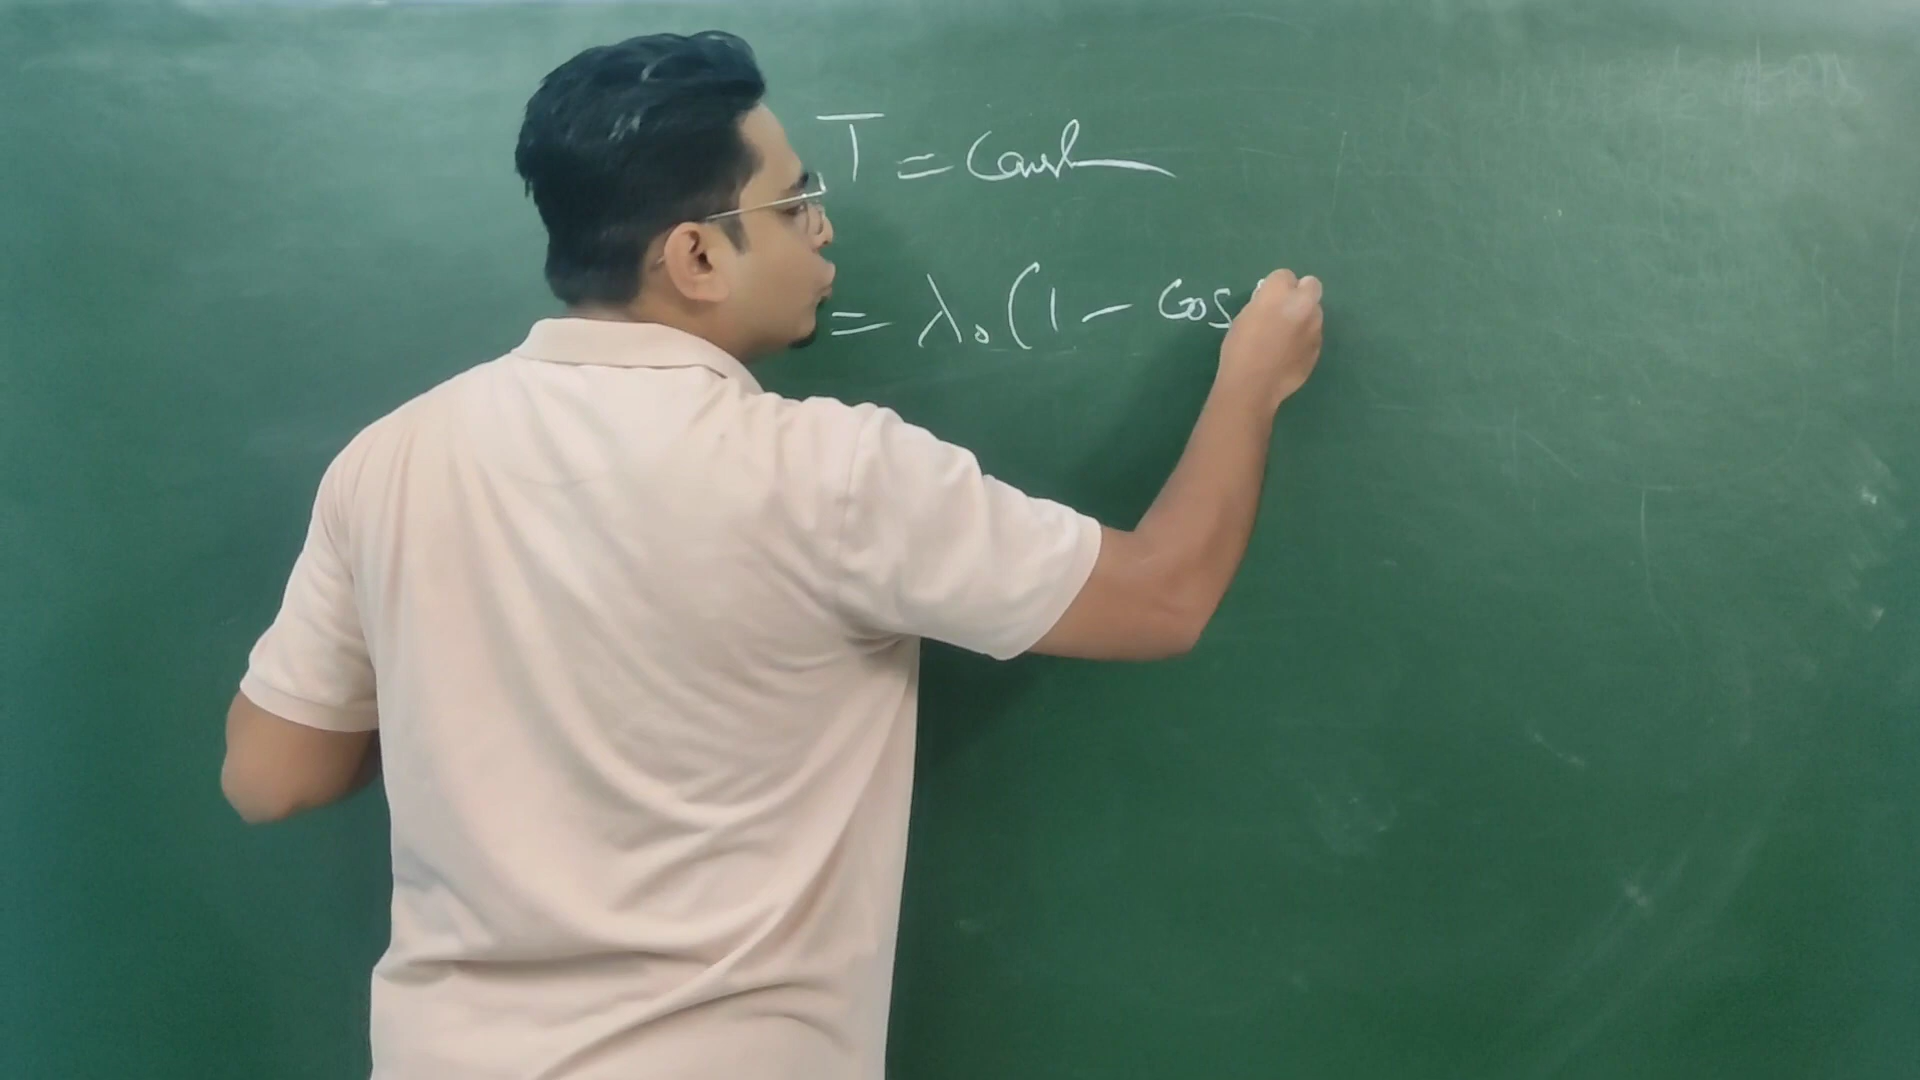 T = Const
= λ₀ (1 - Cos